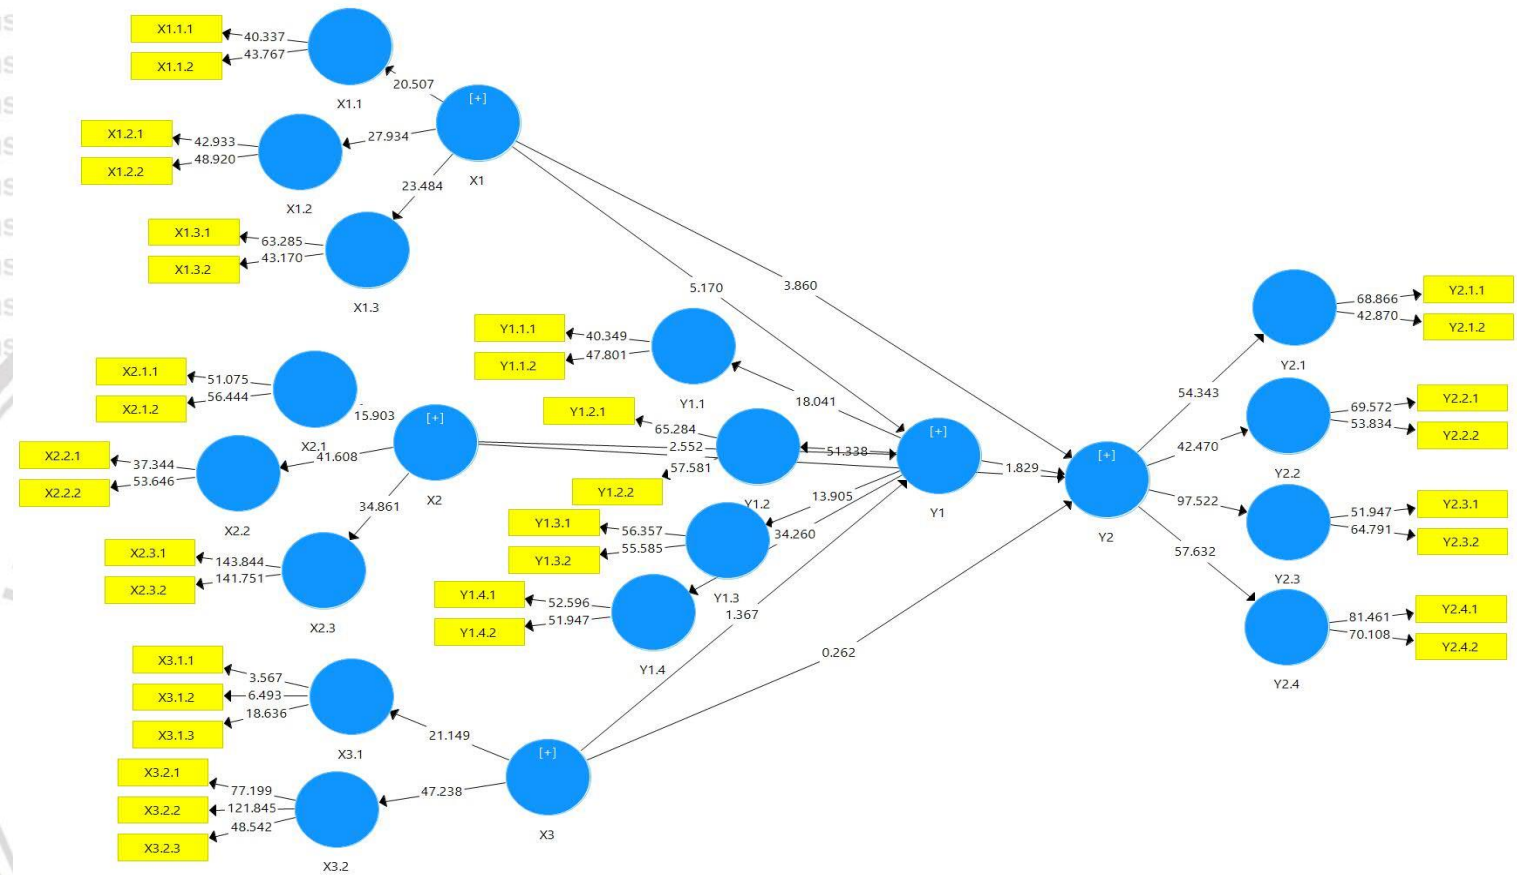 X1.1.1
40.337
43.767
X1.1.2
X1.1
20.507
[+]
X1
X1.2.1
42.933
48.920
X1.2.2
X1.2
27.934
23.484
X1.3.1
63.285
43.170
X1.3.2
X1.3
5.170
3.860
Y1.1.1
40.349
47.801
Y1.1.2
Y1.1
18.041
X2.1.1
51.075
56.444
X2.1.2
X2.1
15.903
[+]
X2
X2.2.1
37.344
53.646
X2.2.2
X2.2
41.608
34.861
X2.3.1
143.844
141.751
X2.3.2
X2.3
Y1.2.1
65.284
2.552
57.581
Y1.2.2
Y1.2
51.338
[+]
Y1
1.829
[+]
Y2
Y1.3.1
56.357
55.585
Y1.3.2
Y1.3
13.905
34.260
Y1.4.1
52.596
51.947
Y1.4.2
Y1.4
1.367
0.262
X3.1.1
3.567
X3.1.2
6.493
18.636
X3.1.3
X3.1
21.149
[+]
X3
X3.2.1
77.199
X3.2.2
121.845
48.542
X3.2.3
X3.2
47.238
54.343
Y2.1
68.866
Y2.1.1
42.870
Y2.1.2
42.470
Y2.2
69.572
Y2.2.1
53.834
Y2.2.2
97.522
Y2.3
51.947
Y2.3.1
64.791
Y2.3.2
57.632
Y2.4
81.461
Y2.4.1
70.108
Y2.4.2